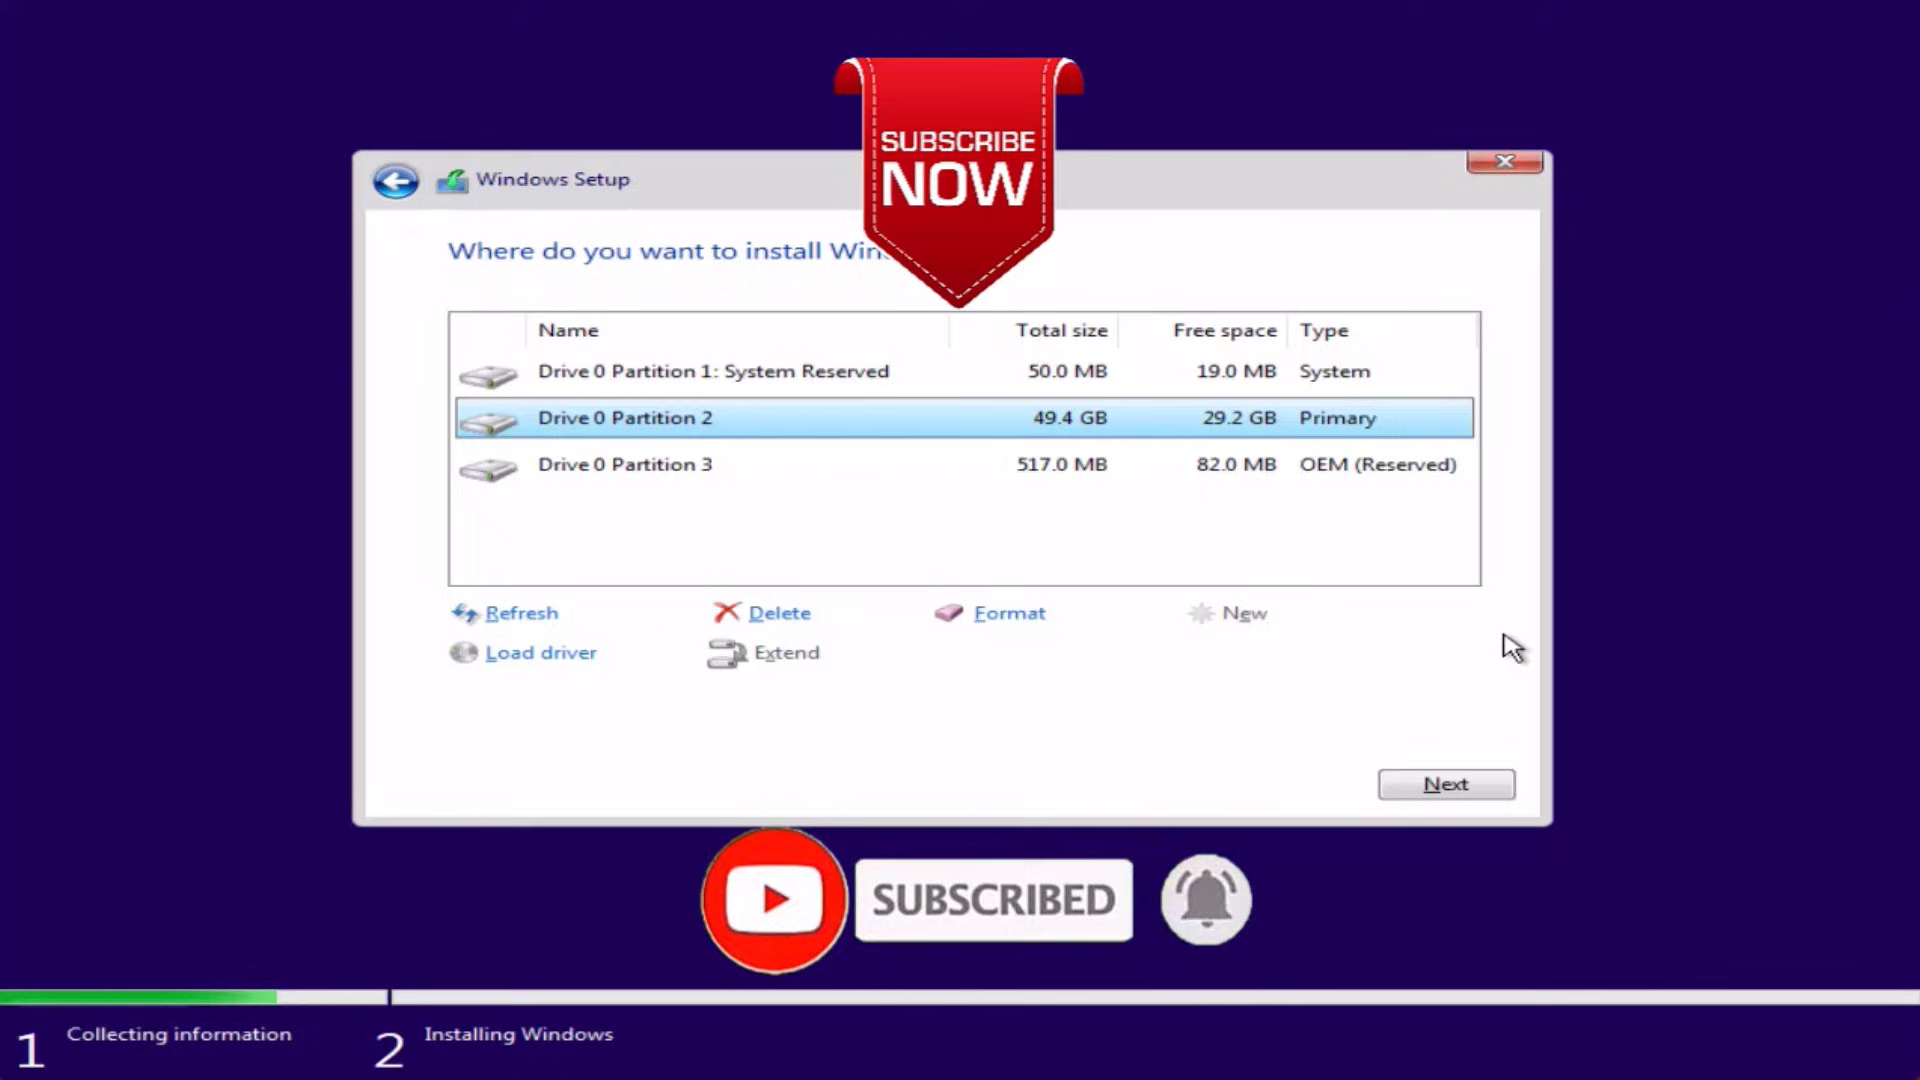 SUBSCRIBE
NOW
Windows Setup
Where do you want to install Win
Name Total size Free space Type
Drive 0 Partition 1: System Reserved 50.0 MB 19.0 MB System
Drive 0 Partition 2 49.4 GB 29.2 GB Primary
Drive 0 Partition 3 517.0 MB 82.0 MB OEM (Reserved)
Refresh Delete Format New
Load driver Extend
Next
SUBSCRIBED
1 Collecting information 2 Installing Windows